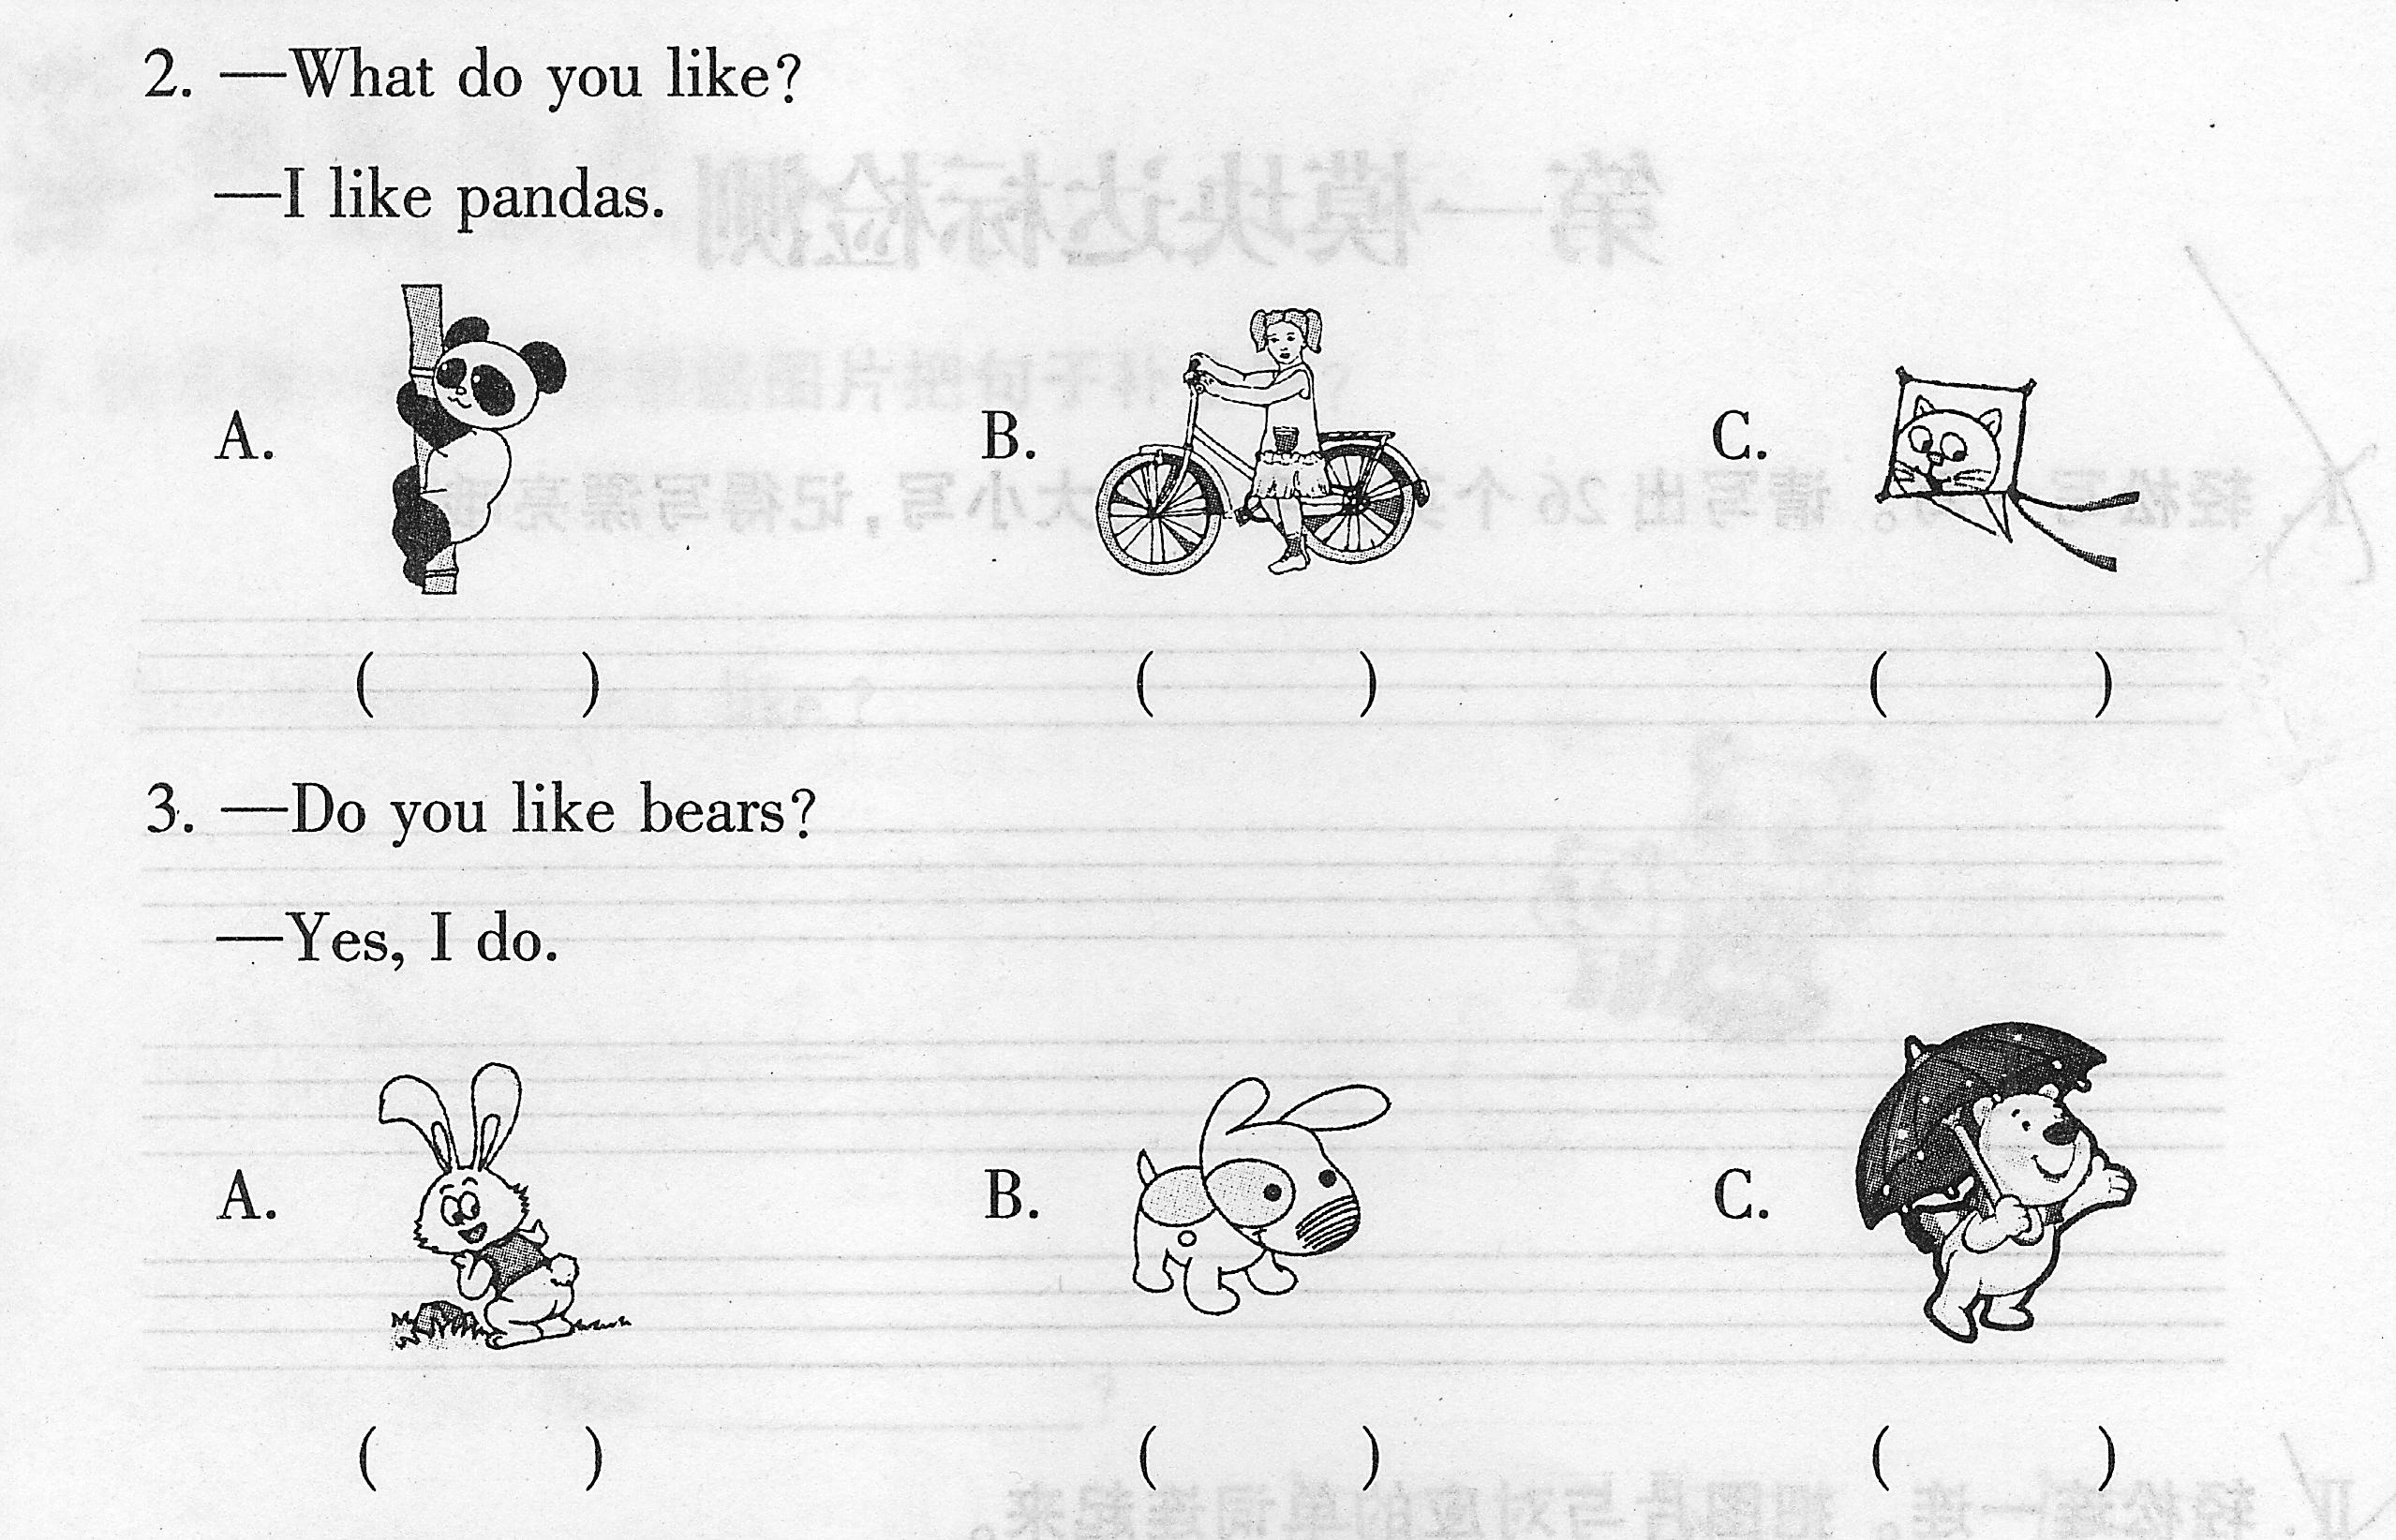 2. —What do you like?
—I like pandas.
A. B. C.
( ) ( ) ( )
3. —Do you like bears?
—Yes, I do.
A. B. C.
( ) ( ) ( )